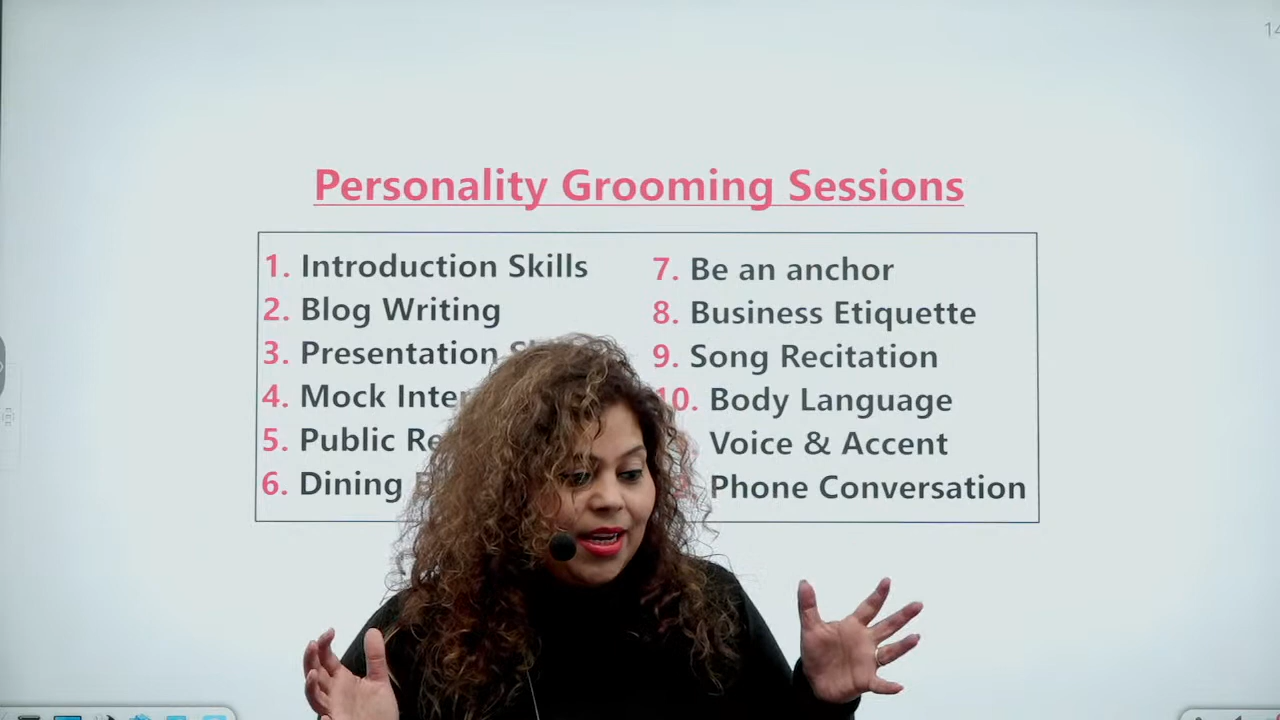 14
Personality Grooming Sessions
1. Introduction Skills
2. Blog Writing
3. Presentation
4. Mock
5. Public
6. Dining
7. Be an anchor
8. Business Etiquette
9. Song Recitation
10. Body Language
Voice & Accent
Phone Conversation